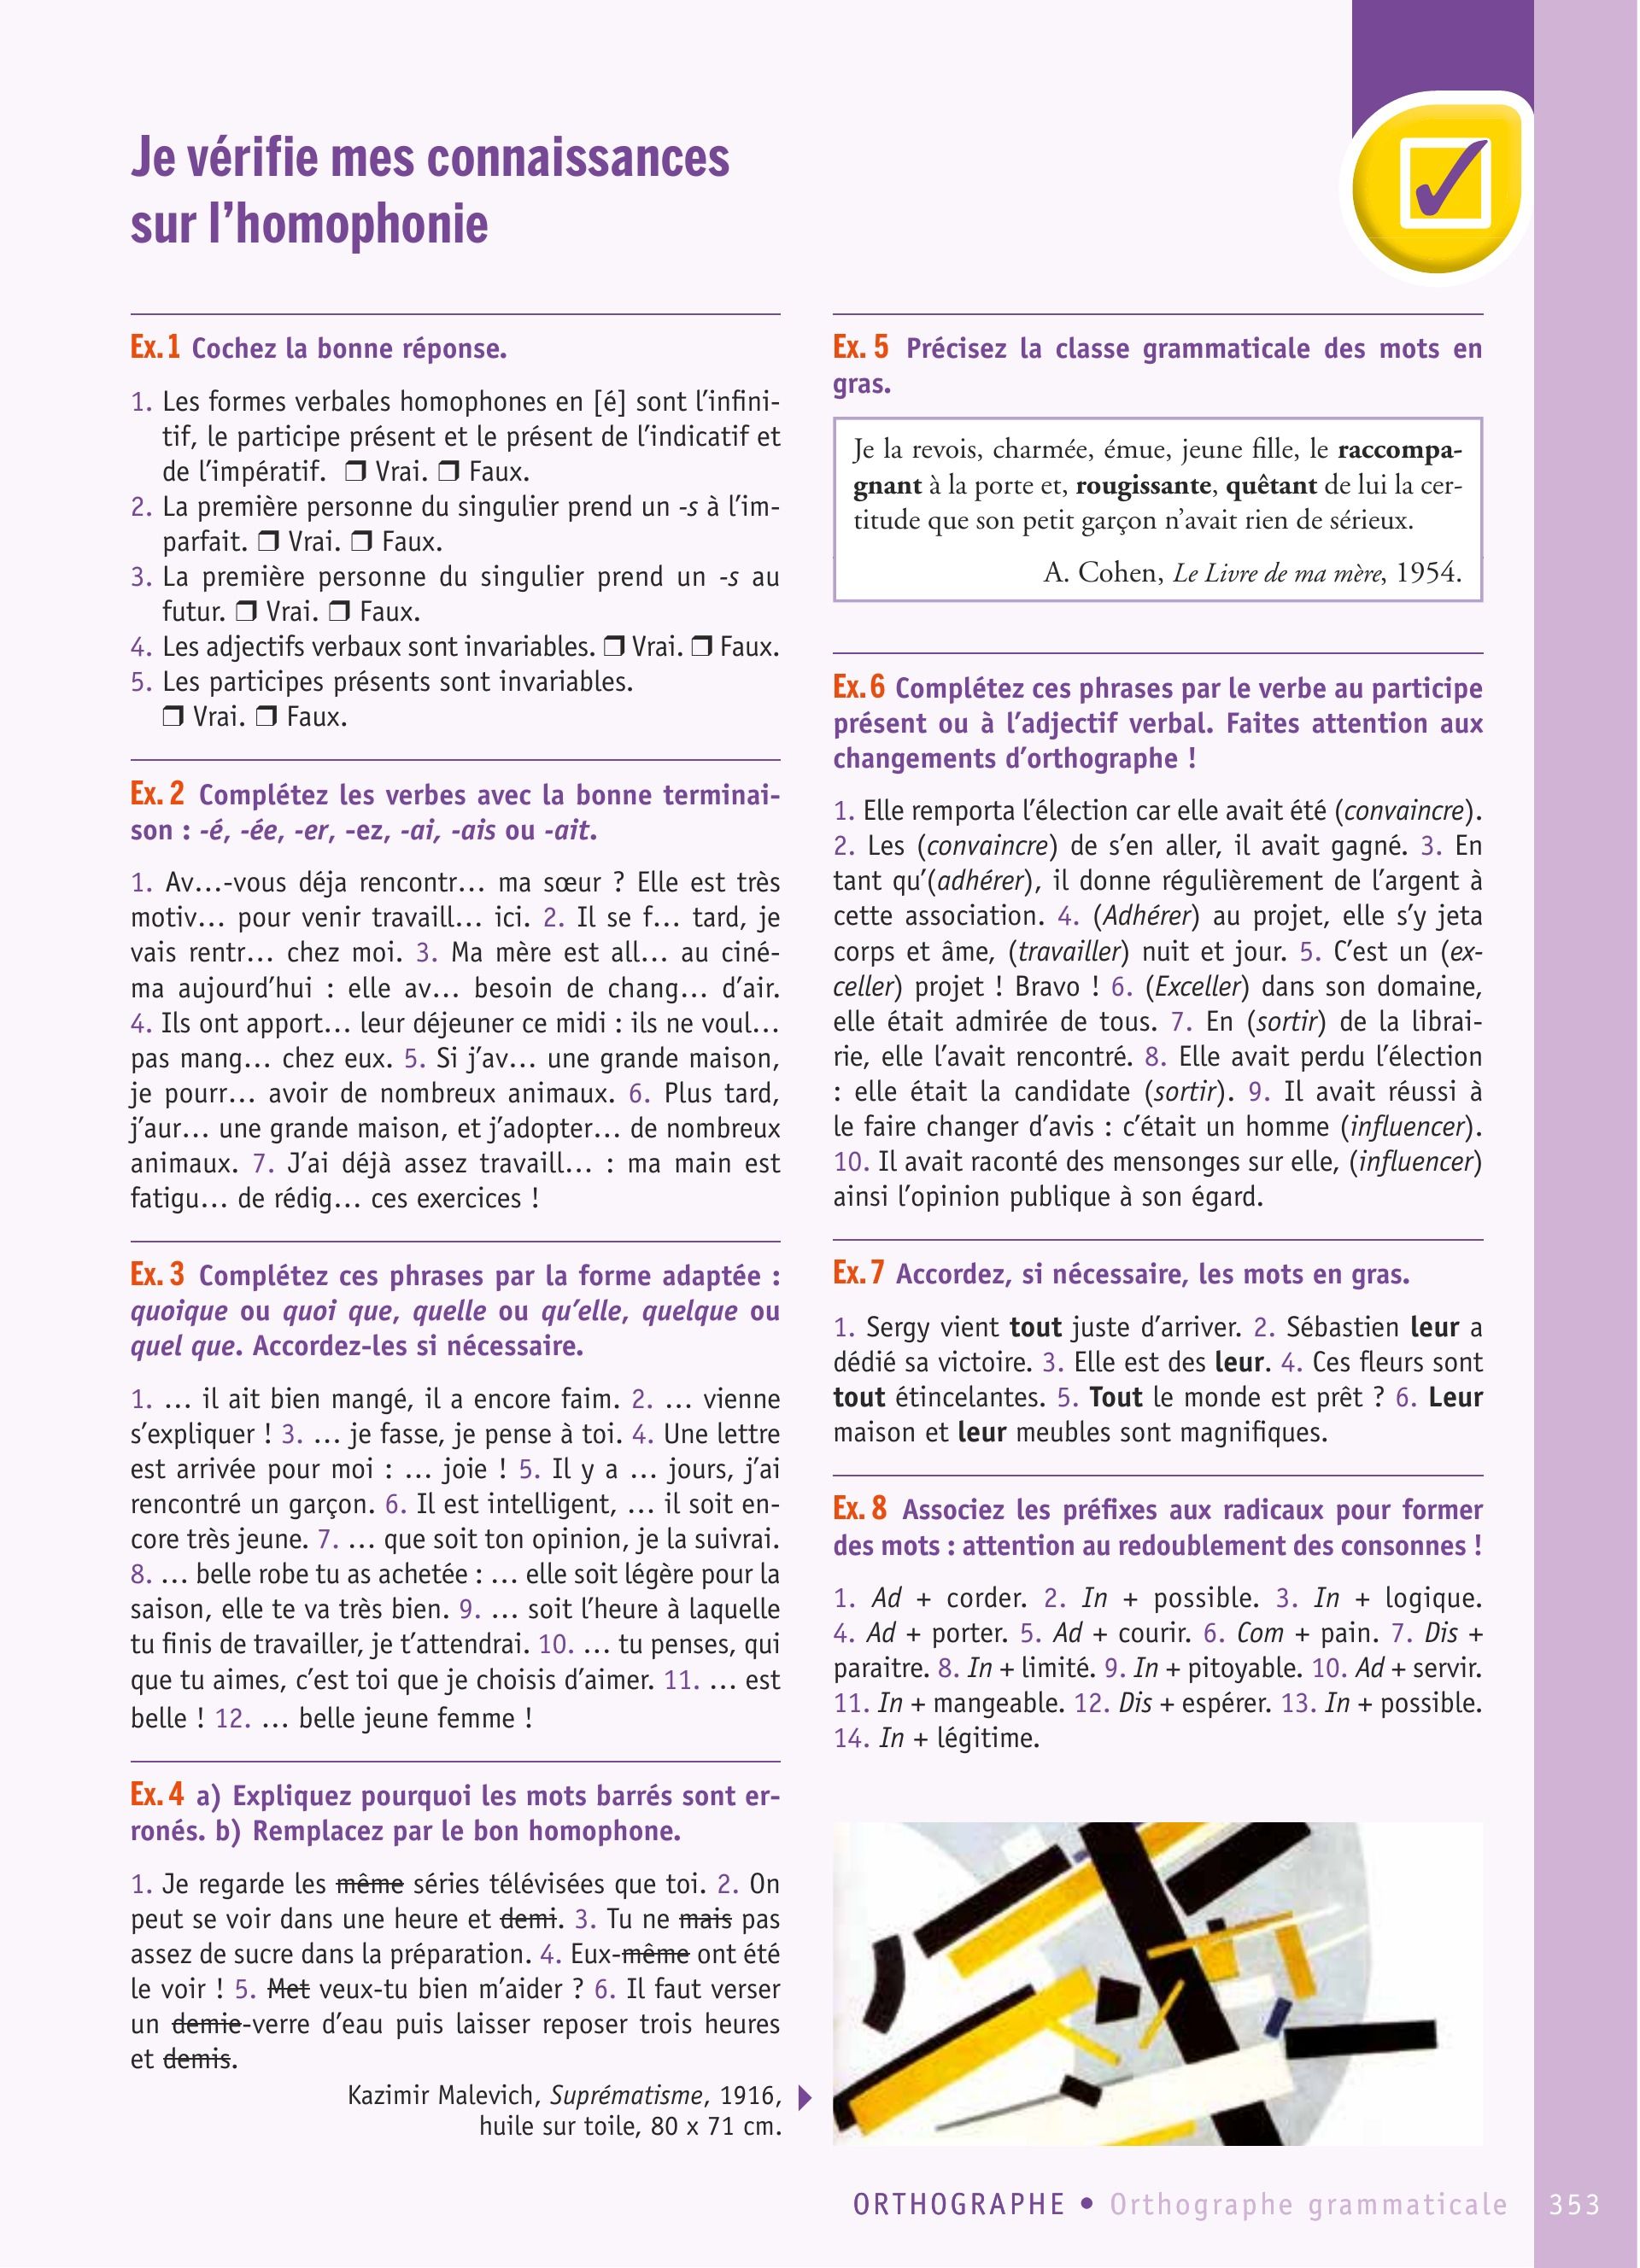 Je vérifie mes connaissances
sur l’homophonie
Ex. 1 Cochez la bonne réponse.
1. Les formes verbales homophones en [é] sont l’infini-
tif, le participe présent et le présent de l’indicatif et
de l’impératif. ❒ Vrai. ❒ Faux.
2. La première personne du singulier prend un -s à l’im-
parfait. ❒ Vrai. ❒ Faux.
3. La première personne du singulier prend un -s au
futur. ❒ Vrai. ❒ Faux.
4. Les adjectifs verbaux sont invariables. ❒ Vrai. ❒ Faux.
5. Les participes présents sont invariables.
❒ Vrai. ❒ Faux.
Ex. 2 Complétez les verbes avec la bonne terminai-
son : -é, -ée, -er, -ez, -ai, -ais ou -ait.
1. Av…-vous déja rencontr… ma sœur ? Elle est très
motiv… pour venir travaill… ici. 2. Il se f… tard, je
vais rentr… chez moi. 3. Ma mère est all… au ciné-
ma aujourd’hui : elle av… besoin de chang… d’air.
4. Ils ont apport… leur déjeuner ce midi : ils ne voul…
pas mang… chez eux. 5. Si j’av… une grande maison,
je pourr… avoir de nombreux animaux. 6. Plus tard,
j’aur… une grande maison, et j’adopter… de nombreux
animaux. 7. J’ai déjà assez travaill… : ma main est
fatigu… de rédig… ces exercices !
Ex. 3 Complétez ces phrases par la forme adaptée :
quoique ou quoi que, quelle ou qu’elle, quelque ou
quel que. Accordez-les si nécessaire.
1. … il ait bien mangé, il a encore faim. 2. … vienne
s’expliquer ! 3. … je fasse, je pense à toi. 4. Une lettre
est arrivée pour moi : … joie ! 5. Il y a … jours, j’ai
rencontré un garçon. 6. Il est intelligent, … il soit en-
core très jeune. 7. … que soit ton opinion, je la suivrai.
8. … belle robe tu as achetée : … elle soit légère pour la
saison, elle te va très bien. 9. … soit l’heure à laquelle
tu finis de travailler, je t’attendrai. 10. … tu penses, qui
que tu aimes, c’est toi que je choisis d’aimer. 11. … est
belle ! 12. … belle jeune femme !
Ex. 4 a) Expliquez pourquoi les mots barrés sont er-
ronés. b) Remplacez par le bon homophone.
1. Je regarde les même séries télévisées que toi. 2. On
peut se voir dans une heure et demi. 3. Tu ne mais pas
assez de sucre dans la préparation. 4. Eux-même ont été
le voir ! 5. Met veux-tu bien m’aider ? 6. Il faut verser
un demie-verre d’eau puis laisser reposer trois heures
et demis.
Kazimir Malevich, Suprématisme, 1916,
huile sur toile, 80 x 71 cm.
Ex. 5 Précisez la classe grammaticale des mots en
gras.
Je la revois, charmée, émue, jeune fille, le raccompa-
gnant à la porte et, rougissante, quêtant de lui la cer-
titude que son petit garçon n’avait rien de sérieux.
A. Cohen, Le Livre de ma mère, 1954.
Ex. 6 Complétez ces phrases par le verbe au participe
présent ou à l’adjectif verbal. Faites attention aux
changements d’orthographe !
1. Elle remporta l’élection car elle avait été (convaincre).
2. Les (convaincre) de s’en aller, il avait gagné. 3. En
tant qu’(adhérer), il donne régulièrement de l’argent à
cette association. 4. (Adhérer) au projet, elle s’y jeta
corps et âme, (travailler) nuit et jour. 5. C’est un (ex-
celler) projet ! Bravo ! 6. (Exceller) dans son domaine,
elle était admirée de tous. 7. En (sortir) de la librai-
rie, elle l’avait rencontré. 8. Elle avait perdu l’élection
: elle était la candidate (sortir). 9. Il avait réussi à
le faire changer d’avis : c’était un homme (influencer).
10. Il avait raconté des mensonges sur elle, (influencer)
ainsi l’opinion publique à son égard.
Ex. 7 Accordez, si nécessaire, les mots en gras.
1. Sergy vient tout juste d’arriver. 2. Sébastien leur a
dédié sa victoire. 3. Elle est des leur. 4. Ces fleurs sont
tout étincelantes. 5. Tout le monde est prêt ? 6. Leur
maison et leur meubles sont magnifiques.
Ex. 8 Associez les préfixes aux radicaux pour former
des mots : attention au redoublement des consonnes !
1. Ad + corder. 2. In + possible. 3. In + logique.
4. Ad + porter. 5. Ad + courir. 6. Com + pain. 7. Dis +
paraitre. 8. In + limité. 9. In + pitoyable. 10. Ad + servir.
11. In + mangeable. 12. Dis + espérer. 13. In + possible.
14. In + légitime.
ORTHOGRAPHE • Orthographe grammaticale 353